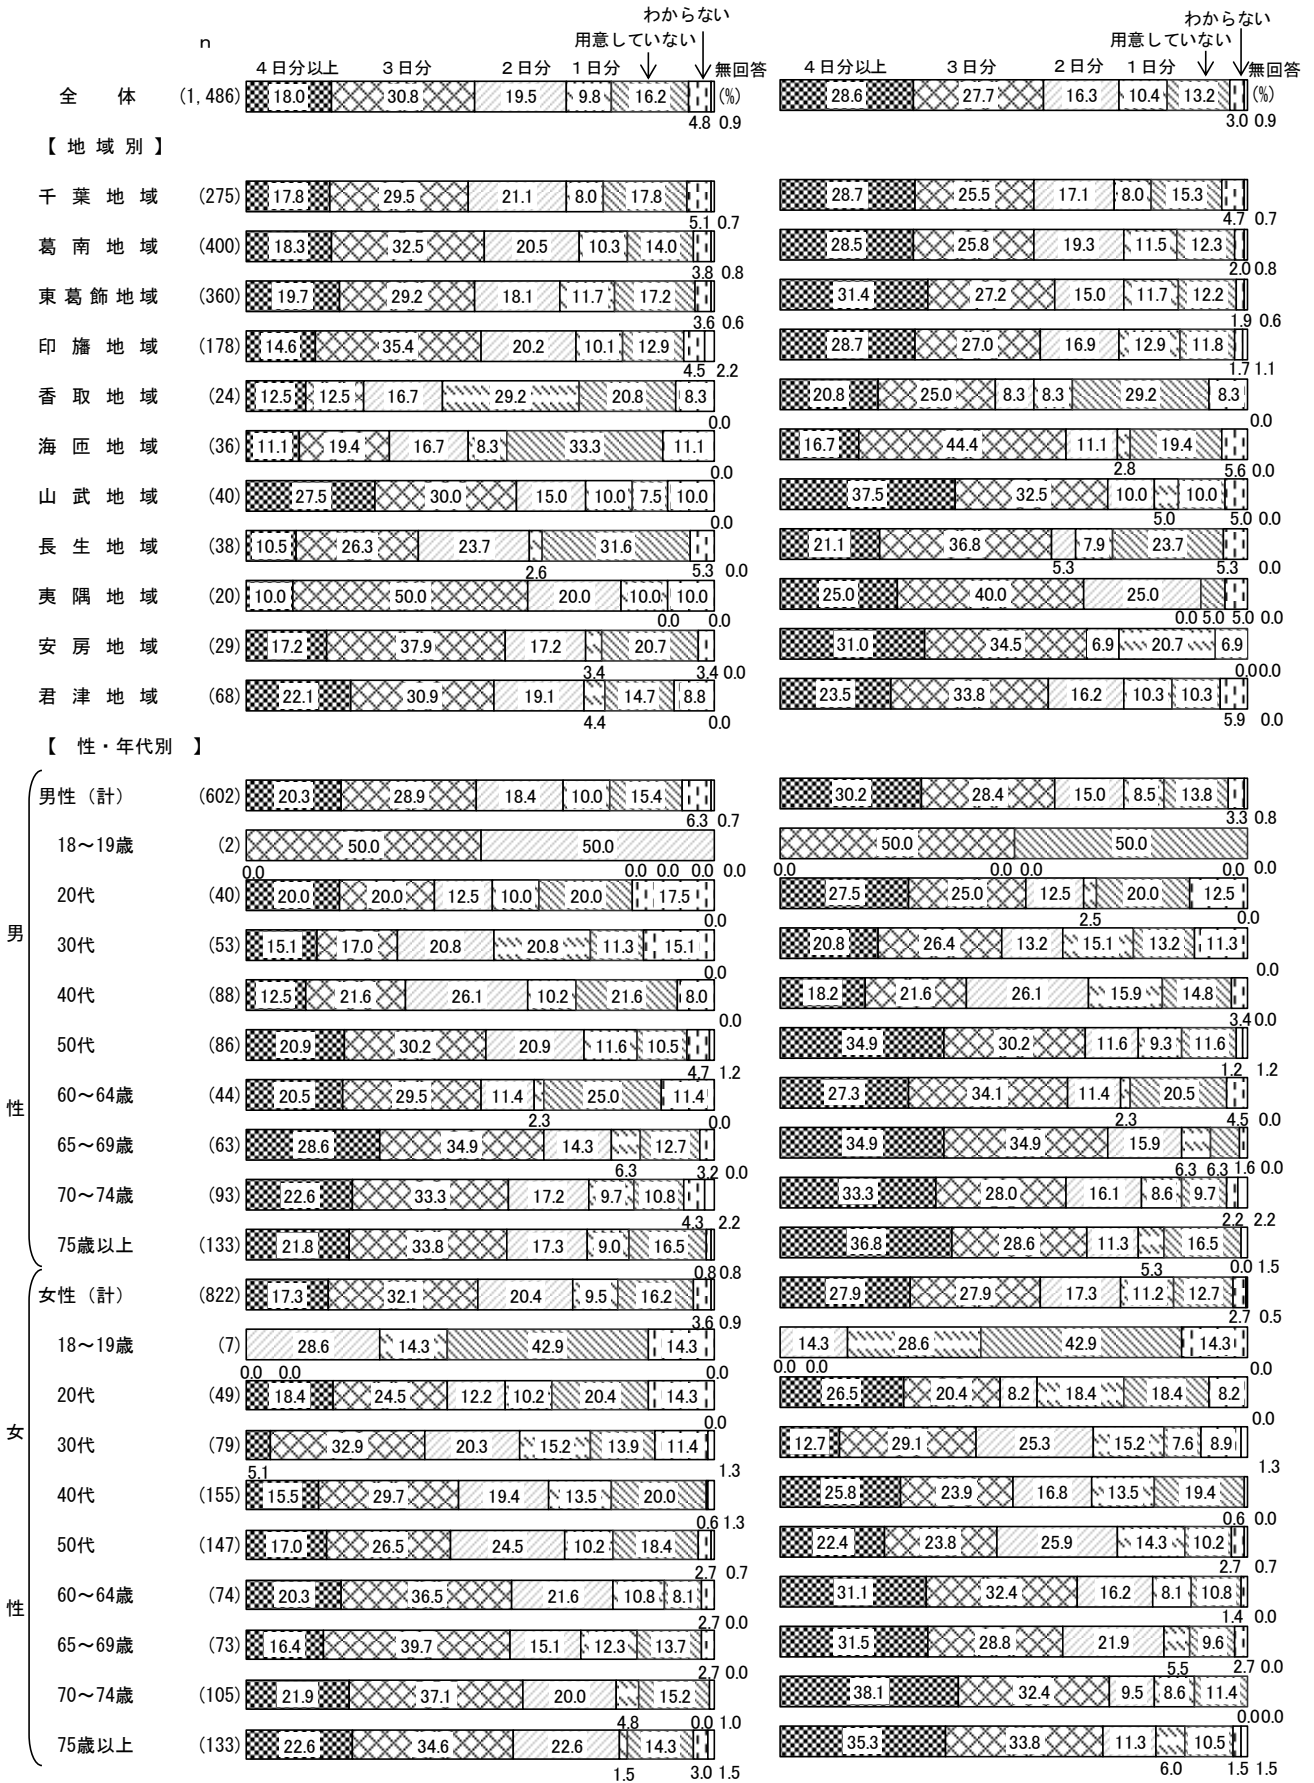 わからない わからない
n 用意していない 用意していない
４日分以上 ３日分 ２日分 １日分 無回答 ４日分以上 ３日分 ２日分 １日分 無回答
全体 (1,486) 18.0 30.8 19.5 9.8 16.2 (%) 28.6 27.7 16.3 10.4 13.2 (%)
4.8 0.9 3.0 0.9
【地域別】
千葉地域 (275) 17.8 29.5 21.1 8.0 17.8 28.7 25.5 17.1 8.0 15.3
5.1 0.7 4.7 0.7
葛南地域 (400) 18.3 32.5 20.5 10.3 14.0 28.5 25.8 19.3 11.5 12.3
3.8 0.8 2.0 0.8
東葛飾地域 (360) 19.7 29.2 18.1 11.7 17.2 31.4 27.2 15.0 11.7 12.2
3.6 0.6 1.9 0.6
印旛地域 (178) 14.6 35.4 20.2 10.1 12.9 28.7 27.0 16.9 12.9 11.8
4.5 2.2 1.7 1.1
香取地域 (24) 12.5 12.5 16.7 29.2 20.8 8.3 20.8 25.0 8.3 8.3 29.2 8.3
0.0 0.0
海匝地域 (36) 11.1 19.4 16.7 8.3 33.3 11.1 16.7 44.4 11.1 19.4
0.0 2.8 5.6 0.0
山武地域 (40) 27.5 30.0 15.0 10.0 7.5 10.0 37.5 32.5 10.0 10.0
0.0 5.0 5.0 0.0
長生地域 (38) 10.5 26.3 23.7 31.6 21.1 36.8 7.9 23.7
2.6 5.3 0.0 5.3 5.3 0.0
夷隅地域 (20) 10.0 50.0 20.0 10.0 10.0 25.0 40.0 25.0
0.0 0.0 0.0 5.0 5.0 0.0
安房地域 (29) 17.2 37.9 17.2 20.7 31.0 34.5 6.9 20.7 6.9
3.4 3.4 0.0 0.0 0.0
君津地域 (68) 22.1 30.9 19.1 14.7 8.8 23.5 33.8 16.2 10.3 10.3
4.4 0.0 5.9 0.0
【 性・年代別 】
男性（計） (602) 20.3 28.9 18.4 10.0 15.4 30.2 28.4 15.0 8.5 13.8
6.3 0.7 3.3 0.8
18～19歳 (2) 50.0 50.0 50.0 50.0
0.0 0.0 0.0 0.0 0.0 0.0 0.0 0.0 0.0 0.0
20代 (40) 20.0 20.0 12.5 10.0 20.0 17.5 27.5 25.0 12.5 20.0 12.5
0.0 2.5 0.0
男
30代 (53) 15.1 17.0 20.8 20.8 11.3 15.1 20.8 26.4 13.2 15.1 13.2 11.3
0.0 0.0
40代 (88) 12.5 21.6 26.1 10.2 21.6 8.0 18.2 21.6 26.1 15.9 14.8
0.0 3.4 0.0
50代 (86) 20.9 30.2 20.9 11.6 10.5 34.9 30.2 11.6 9.3 11.6
4.7 1.2 1.2 1.2
60～64歳 (44) 20.5 29.5 11.4 25.0 11.4 27.3 34.1 11.4 20.5
性
2.3 0.0 2.3 4.5 0.0
65～69歳 (63) 28.6 34.9 14.3 12.7 34.9 34.9 15.9
6.3 3.2 0.0 6.3 6.3 1.6 0.0
70～74歳 (93) 22.6 33.3 17.2 9.7 10.8 33.3 28.0 16.1 8.6 9.7
4.3 2.2 2.2 2.2
75歳以上 (133) 21.8 33.8 17.3 9.0 16.5 36.8 28.6 11.3 16.5
0.8 0.8 5.3 0.0 1.5
女性（計） (822) 17.3 32.1 20.4 9.5 16.2 27.9 27.9 17.3 11.2 12.7
3.6 0.9 2.7 0.5
18～19歳 (7) 28.6 14.3 42.9 14.3 14.3 28.6 42.9 14.3
0.0 0.0 0.0 0.0 0.0 0.0
20代 (49) 18.4 24.5 12.2 10.2 20.4 14.3 26.5 20.4 8.2 18.4 18.4 8.2
0.0 0.0
女
30代 (79) 32.9 20.3 15.2 13.9 11.4 12.7 29.1 25.3 15.2 7.6 8.9
5.1 1.3 1.3
40代 (155) 15.5 29.7 19.4 13.5 20.0 25.8 23.9 16.8 13.5 19.4
0.6 1.3 0.6 0.0
50代 (147) 17.0 26.5 24.5 10.2 18.4 22.4 23.8 25.9 14.3 10.2
2.7 0.7 2.7 0.7
60～64歳 (74) 20.3 36.5 21.6 10.8 8.1 31.1 32.4 16.2 8.1 10.8
性
2.7 0.0 1.4 0.0
65～69歳 (73) 16.4 39.7 15.1 12.3 13.7 31.5 28.8 21.9 9.6
2.7 0.0 5.5 2.7 0.0
70～74歳 (105) 21.9 37.1 20.0 15.2 38.1 32.4 9.5 8.6 11.4
4.8 0.0 1.0 0.0 0.0
75歳以上 (133) 22.6 34.6 22.6 14.3 35.3 33.8 11.3 10.5
1.5 3.0 1.5 6.0 1.5 1.5